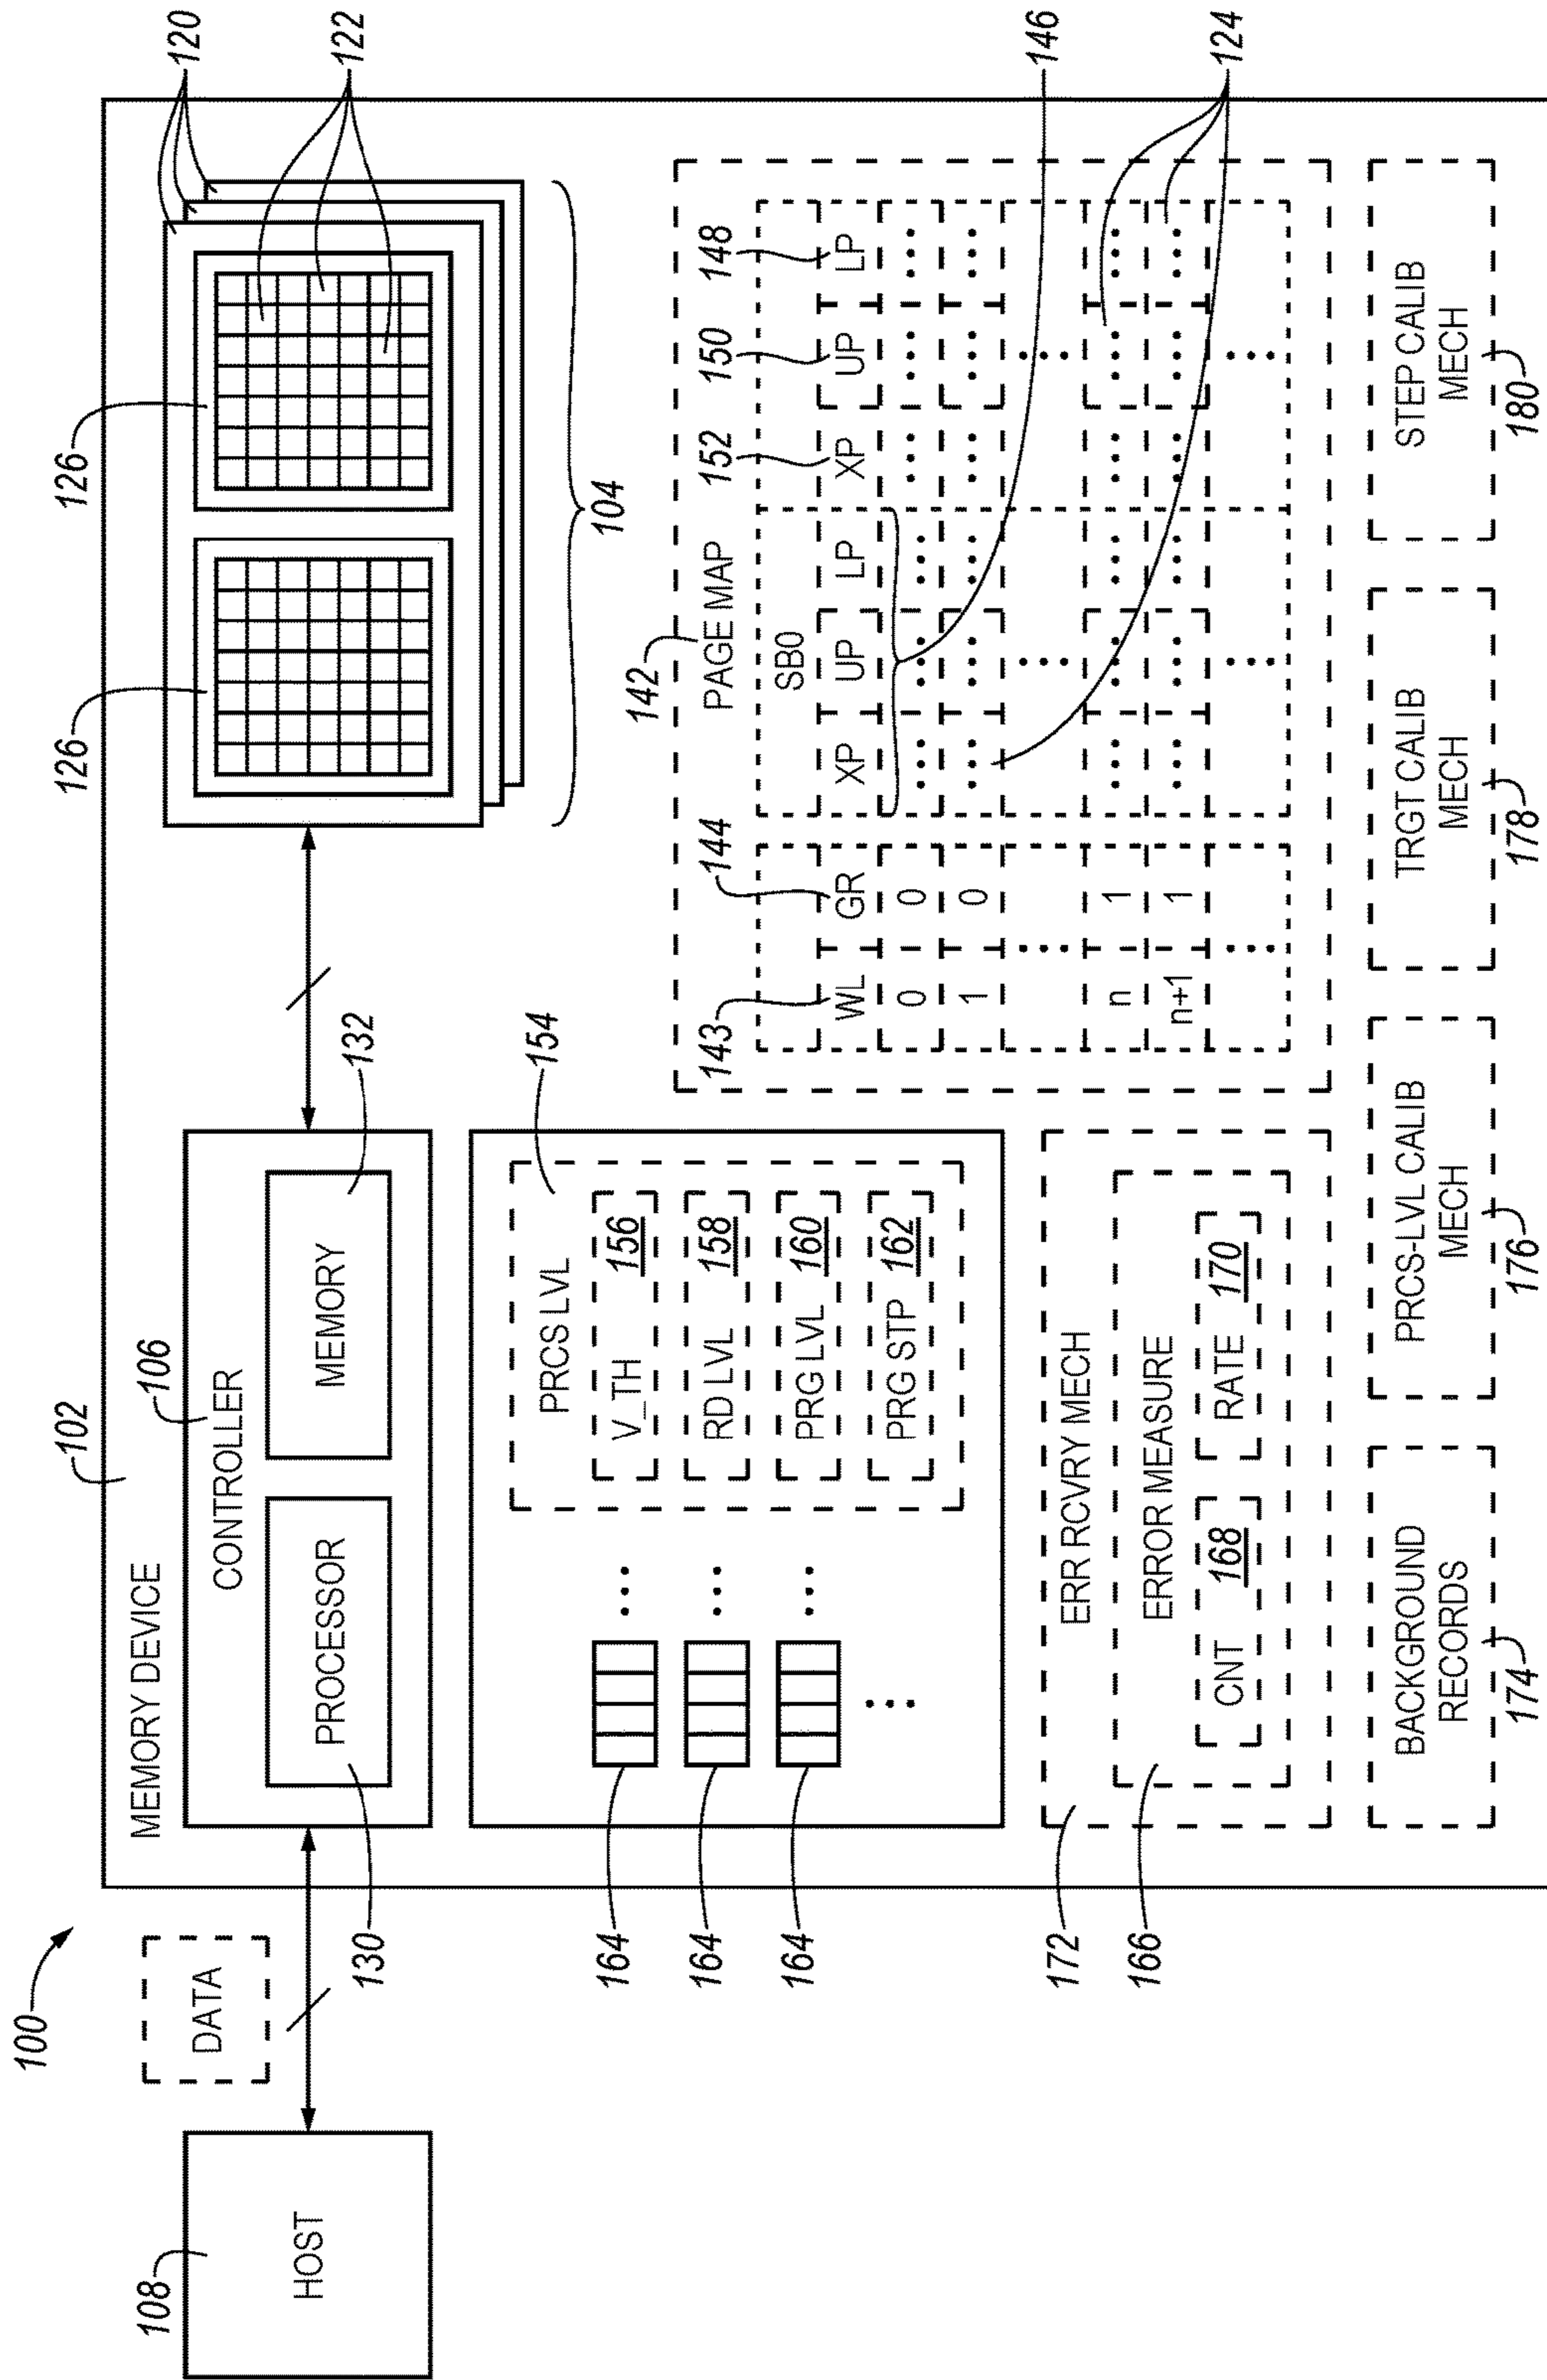 100
102
MEMORY DEVICE
108
HOST
DATA
106
CONTROLLER
130
PROCESSOR
132
MEMORY
126
126
120
122
104
164
164
164
154
PRCS LVL
V_TH 156
RD LVL 158
PRG LVL 160
PRG STP 162
172
ERR RCVRY MECH
166
ERROR MEASURE
CNT 168
RATE 170
142
PAGE MAP
143
144
152
150
148
146
124
SB0
WL GR XP UP LP XP UP LP
0 0 ... ... ... ... ... ...
1 0 ... ... ... ... ... ...
... ... ...
n 1 ... ... ... ... ... ...
n+1 1 ... ... ... ... ... ...
... ... ...
BACKGROUND
RECORDS
174
PRCS-LVL CALIB
MECH
176
TRGT CALIB
MECH
178
STEP CALIB
MECH
180